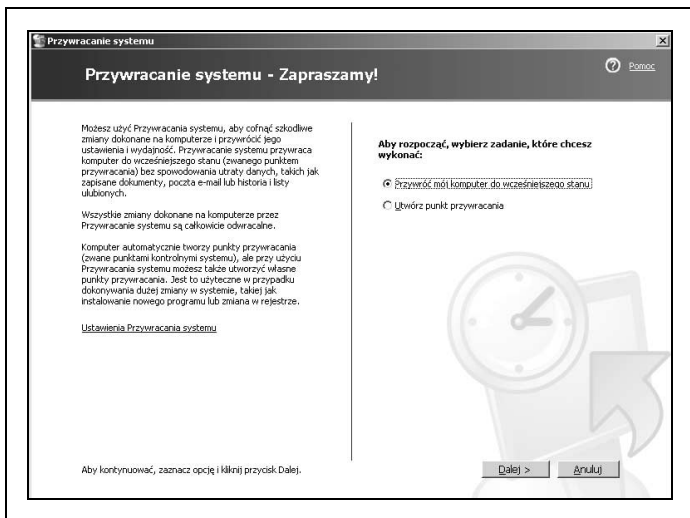 Przywracanie systemu
Przywracanie systemu - Zapraszamy!
Pomoc
Możesz użyć Przywracania systemu, aby cofnąć szkodliwe
zmiany dokonane na komputerze i przywrócić jego
ustawienia i wydajność. Przywracanie systemu przywraca
komputer do wcześniejszego stanu (zwanego punktem
przywracania) bez spowodowania utraty danych, takich jak
zapisane dokumenty, poczta e-mail lub historia i listy
ulubionych.
Wszystkie zmiany dokonane na komputerze przez
Przywracanie systemu są całkowicie odwracalne.
Komputer automatycznie tworzy punkty przywracania
(zwane punktami kontrolnymi systemu), ale przy użyciu
Przywracania systemu możesz także utworzyć własne
punkty przywracania. Jest to użyteczne w przypadku
dokonywania dużej zmiany w systemie, takiej jak
instalowanie nowego programu lub zmiana w rejestrze.
Ustawienia Przywracania systemu
Aby rozpocząć, wybierz zadanie, które chcesz
wykonać:
Przywróć mój komputer do wcześniejszego stanu
Utwórz punkt przywracania
Aby kontynuować, zaznacz opcję i kliknij przycisk Dalej.
Dalej >
Anuluj